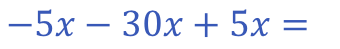 −5x − 30x + 5x =